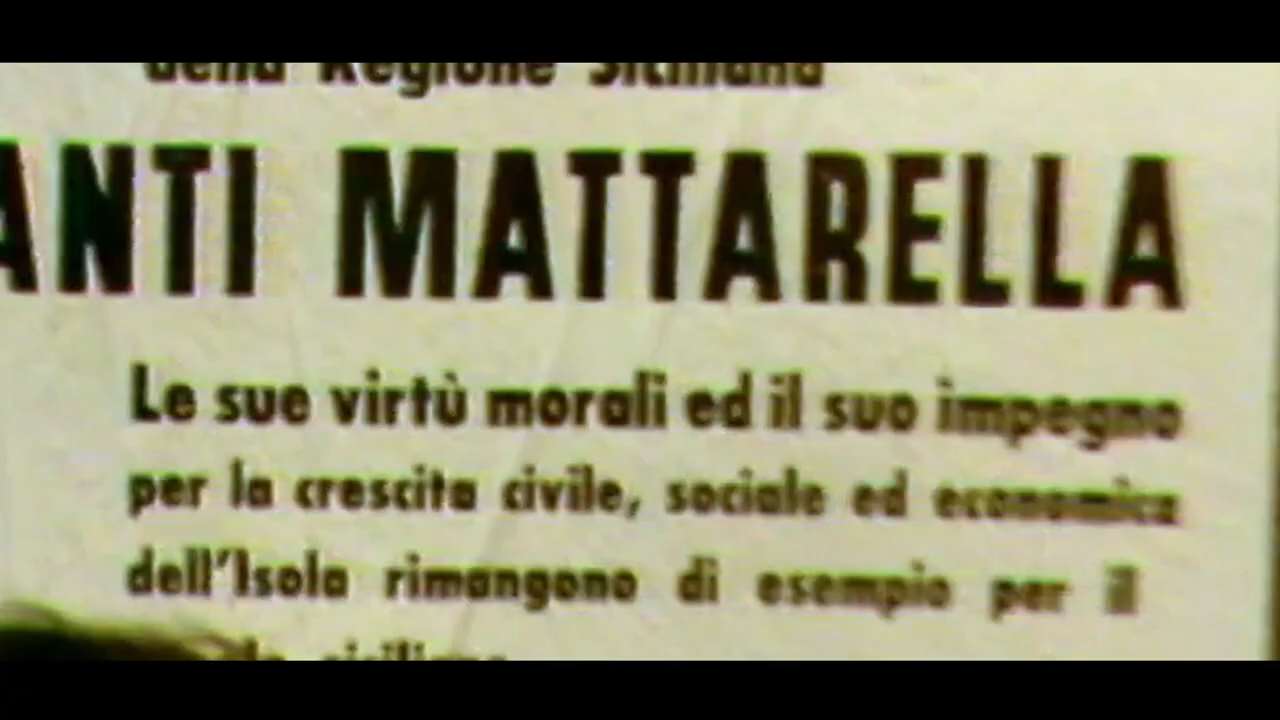 della Regione Siciliana
ANTI MATTARELLA
Le sue virtù morali ed il suo impegno
per la crescita civile, sociale ed economica
dell'Isola rimangono di esempio per il